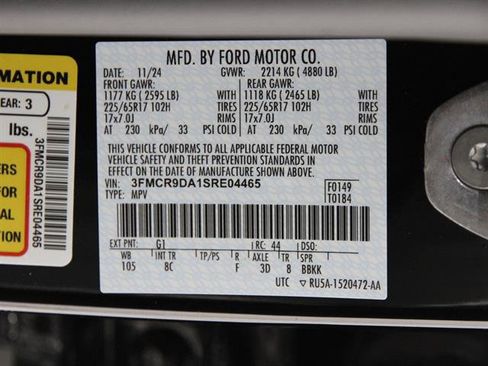 MFD. BY FORD MOTOR CO.
DATE: 11/24 GVWR: 2214 KG (4880 LB)
FRONT GAWR: REAR GAWR:
1177 KG (2595 LB) 1118 KG (2465 LB)
225/65R17 102H TIRES 225/65R17 102H TIRES
17x7.0J RIMS 17x7.0J RIMS
AT 230 kPa/ 33 PSI COLD AT 230 kPa/ 33 PSI COLD
THIS VEHICLE CONFORMS TO ALL APPLICABLE FEDERAL MOTOR
VEHICLE SAFETY AND THEFT PREVENTION STANDARDS IN
EFFECT ON THE DATE OF MANUFACTURE SHOWN ABOVE.
VIN: 3FMCR9DA1SRE04465
TYPE: MPV
F0149
T0184
EXT PNT: G1 RC: 44 DSO:
WB INT TR TP/PS R AXLE TR SPR
105 8C F 3D 8 BBKK
UTC ▽ RU5A-1520472-AA
RMATION
EAR: 3
lbs.
ERS
3FMCR9DA1SRE04465